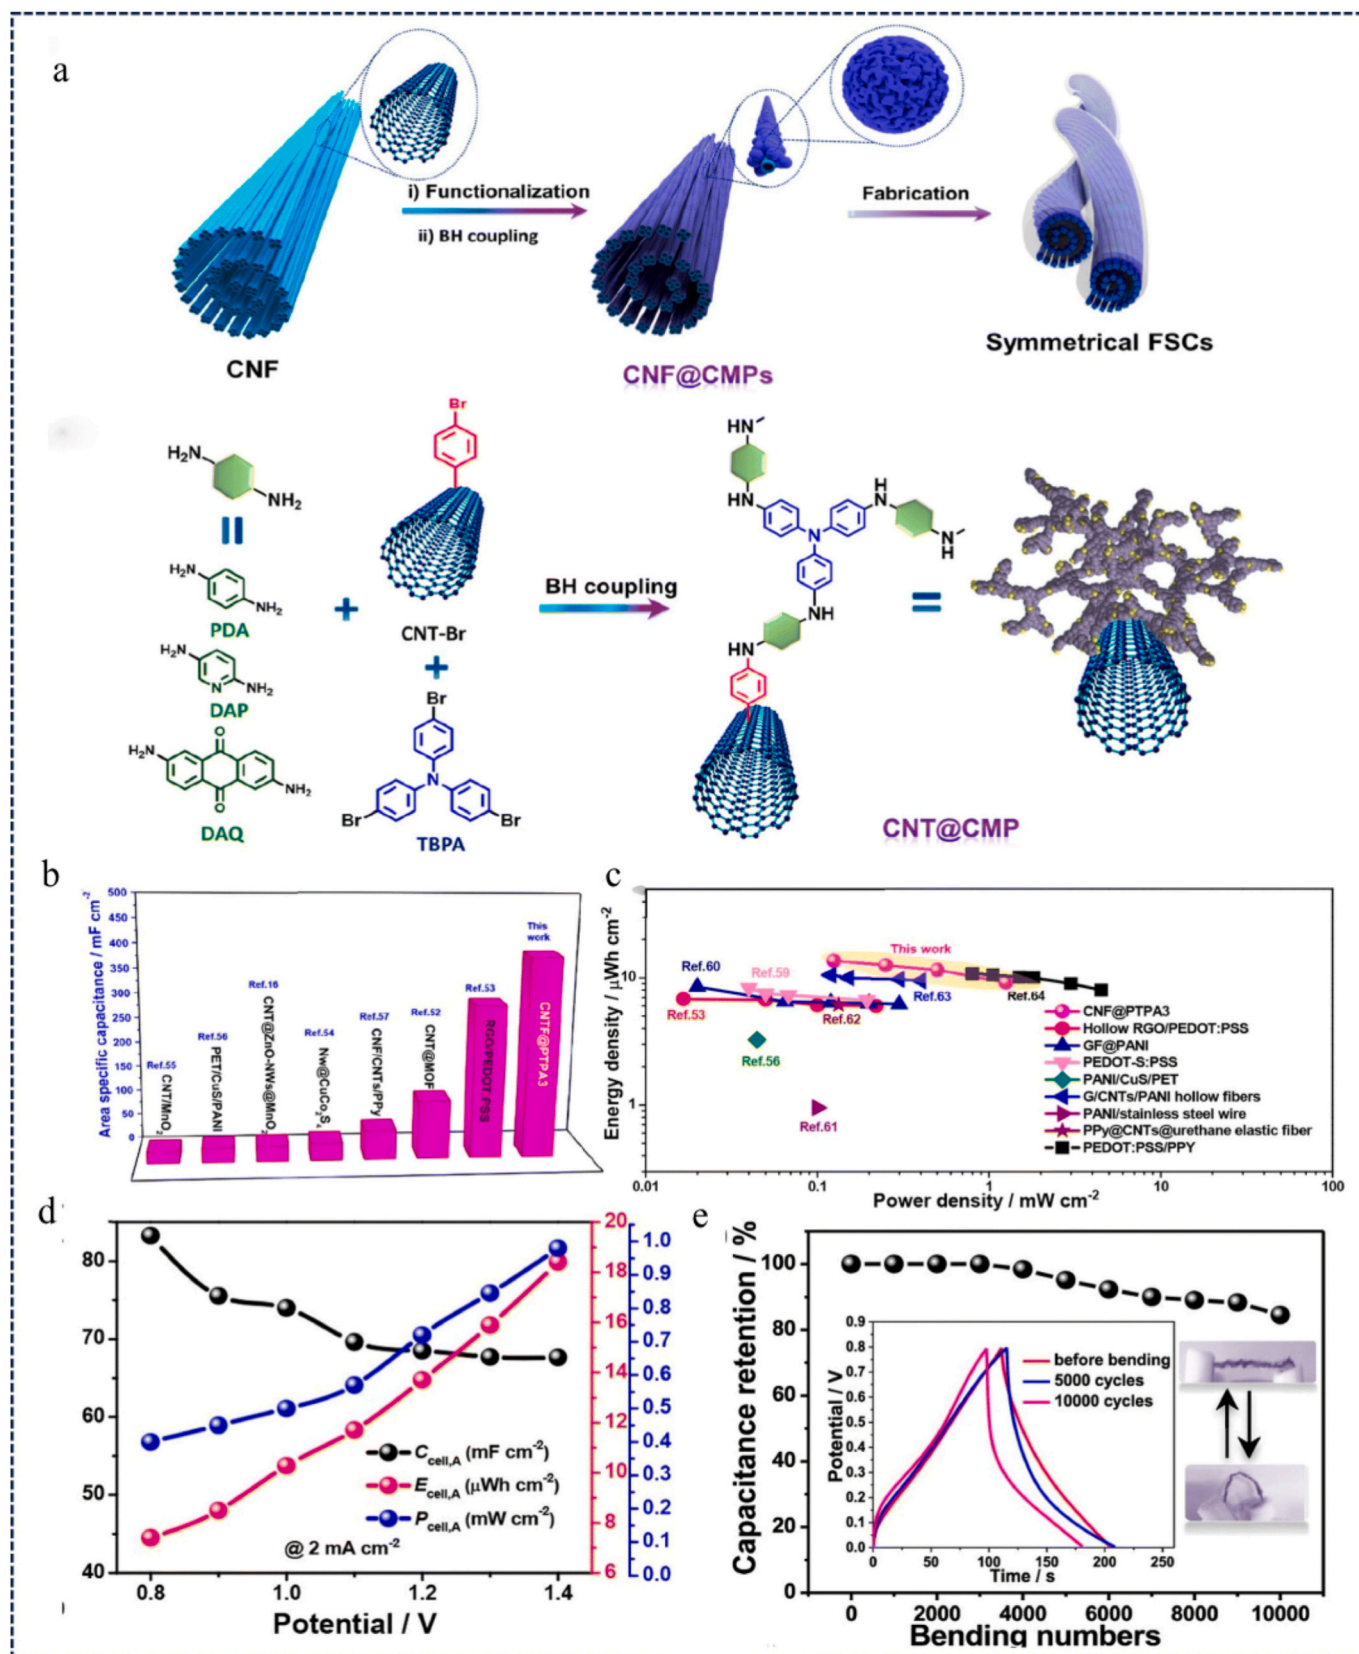 a
i) Functionalization
ii) BH coupling
Fabrication
CNF
CNF@CMPs
Symmetrical FSCs
H₂N
NH₂
H₂N
NH₂
PDA
H₂N
N
NH₂
DAP
O
H₂N
NH₂
O
DAQ
+
Br
CNT-Br
+
Br
N
Br
Br
TBPA
BH coupling
HN
HN
N
H
N
N
H
NH
HN
=
CNT@CMP
b
Area specific capacitance / mF cm⁻²
500
450
400
350
300
250
200
150
100
50
0
Ref.55
CNT/MnO₂
Ref.56
PET/CuS/PANI
Ref.16
CNT@ZnO-NWs@MnO₂
Ref.54
Nw@CuCo₂S₄
Ref.57
CNF/CNTs/PPy
Ref.52
CNT@MOF
Ref.53
RGO/PEDOT:PSS
This
work
CNTF@PTPA3
c
Energy density / μWh cm⁻²
10
1
This work
Ref.60
Ref.59
Ref.53
Ref.63
Ref.64
Ref.62
Ref.56
Ref.61
CNF@PTPA3
Hollow RGO/PEDOT:PSS
GF@PANI
PEDOT-S:PSS
PANI/CuS/PET
G/CNTs/PANI hollow fibers
PANI/stainless steel wire
PPy@CNTs@urethane elastic fiber
PEDOT:PSS/PPY
0.01
0.1
1
10
100
Power density / mW cm⁻²
d
80
70
60
50
40
20
18
16
14
12
10
8
6
1.0
0.9
0.8
0.7
0.6
0.5
0.4
0.3
0.2
0.1
0.0
C cell,A (mF cm⁻²)
E cell,A (μWh cm⁻²)
P cell,A (mW cm⁻²)
@ 2 mA cm⁻²
0.8
1.0
1.2
1.4
Potential / V
e
Capacitance retention / %
100
80
60
40
20
0
Potential / V
0.9
0.8
0.7
0.6
0.5
0.4
0.3
0.2
0.1
0.0
before bending
5000 cycles
10000 cycles
0
50
100
150
200
250
Time / s
0
2000
4000
6000
8000
10000
Bending numbers